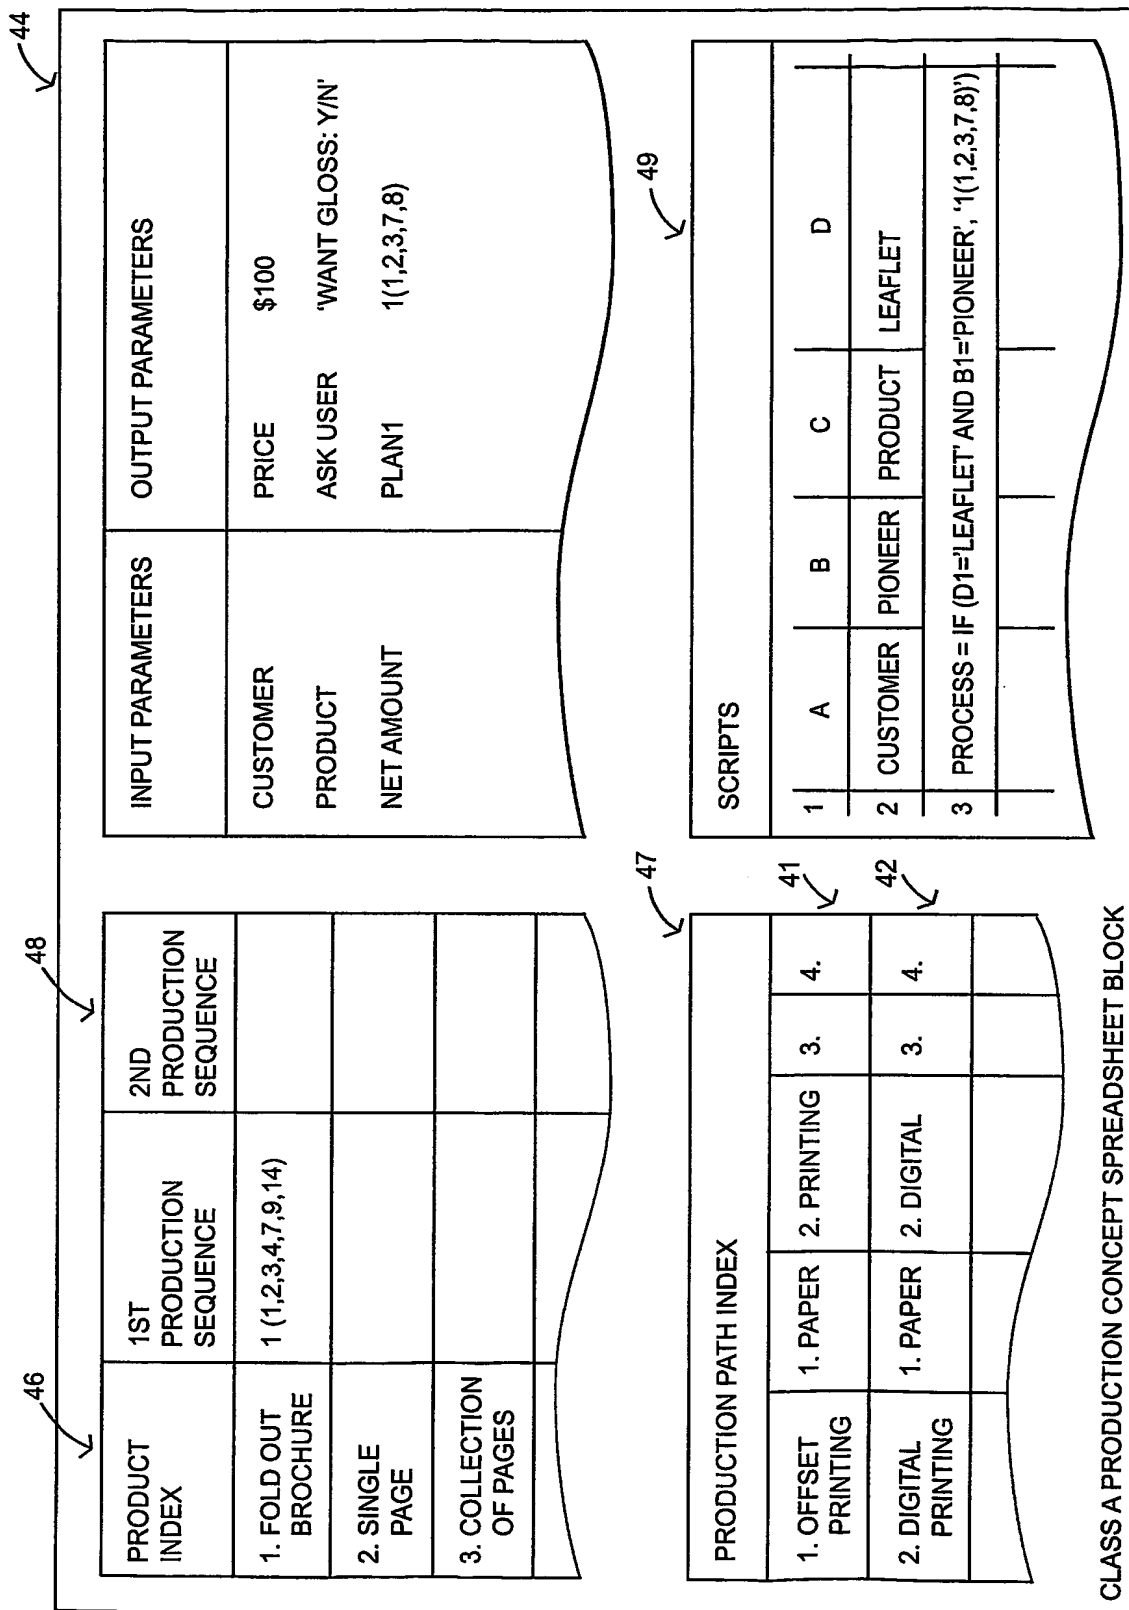 44
46
48
PRODUCT INDEX
1ST PRODUCTION SEQUENCE
2ND PRODUCTION SEQUENCE
1. FOLD OUT BROCHURE
1 (1,2,3,4,7,9,14)
2. SINGLE PAGE
3. COLLECTION OF PAGES
INPUT PARAMETERS
OUTPUT PARAMETERS
CUSTOMER
PRICE
$100
PRODUCT
ASK USER
'WANT GLOSS: Y/N'
NET AMOUNT
PLAN1
1(1,2,3,7,8)
47
PRODUCTION PATH INDEX
41
1. OFFSET PRINTING
1. PAPER
2. PRINTING
3.
4.
42
2. DIGITAL PRINTING
1. PAPER
2. DIGITAL
3.
4.
49
SCRIPTS
1
A
B
C
D
2
CUSTOMER
PIONEER
PRODUCT
LEAFLET
3
PROCESS = IF (D1='LEAFLET' AND B1='PIONEER', '1(1,2,3,7,8)')
CLASS A PRODUCTION CONCEPT SPREADSHEET BLOCK